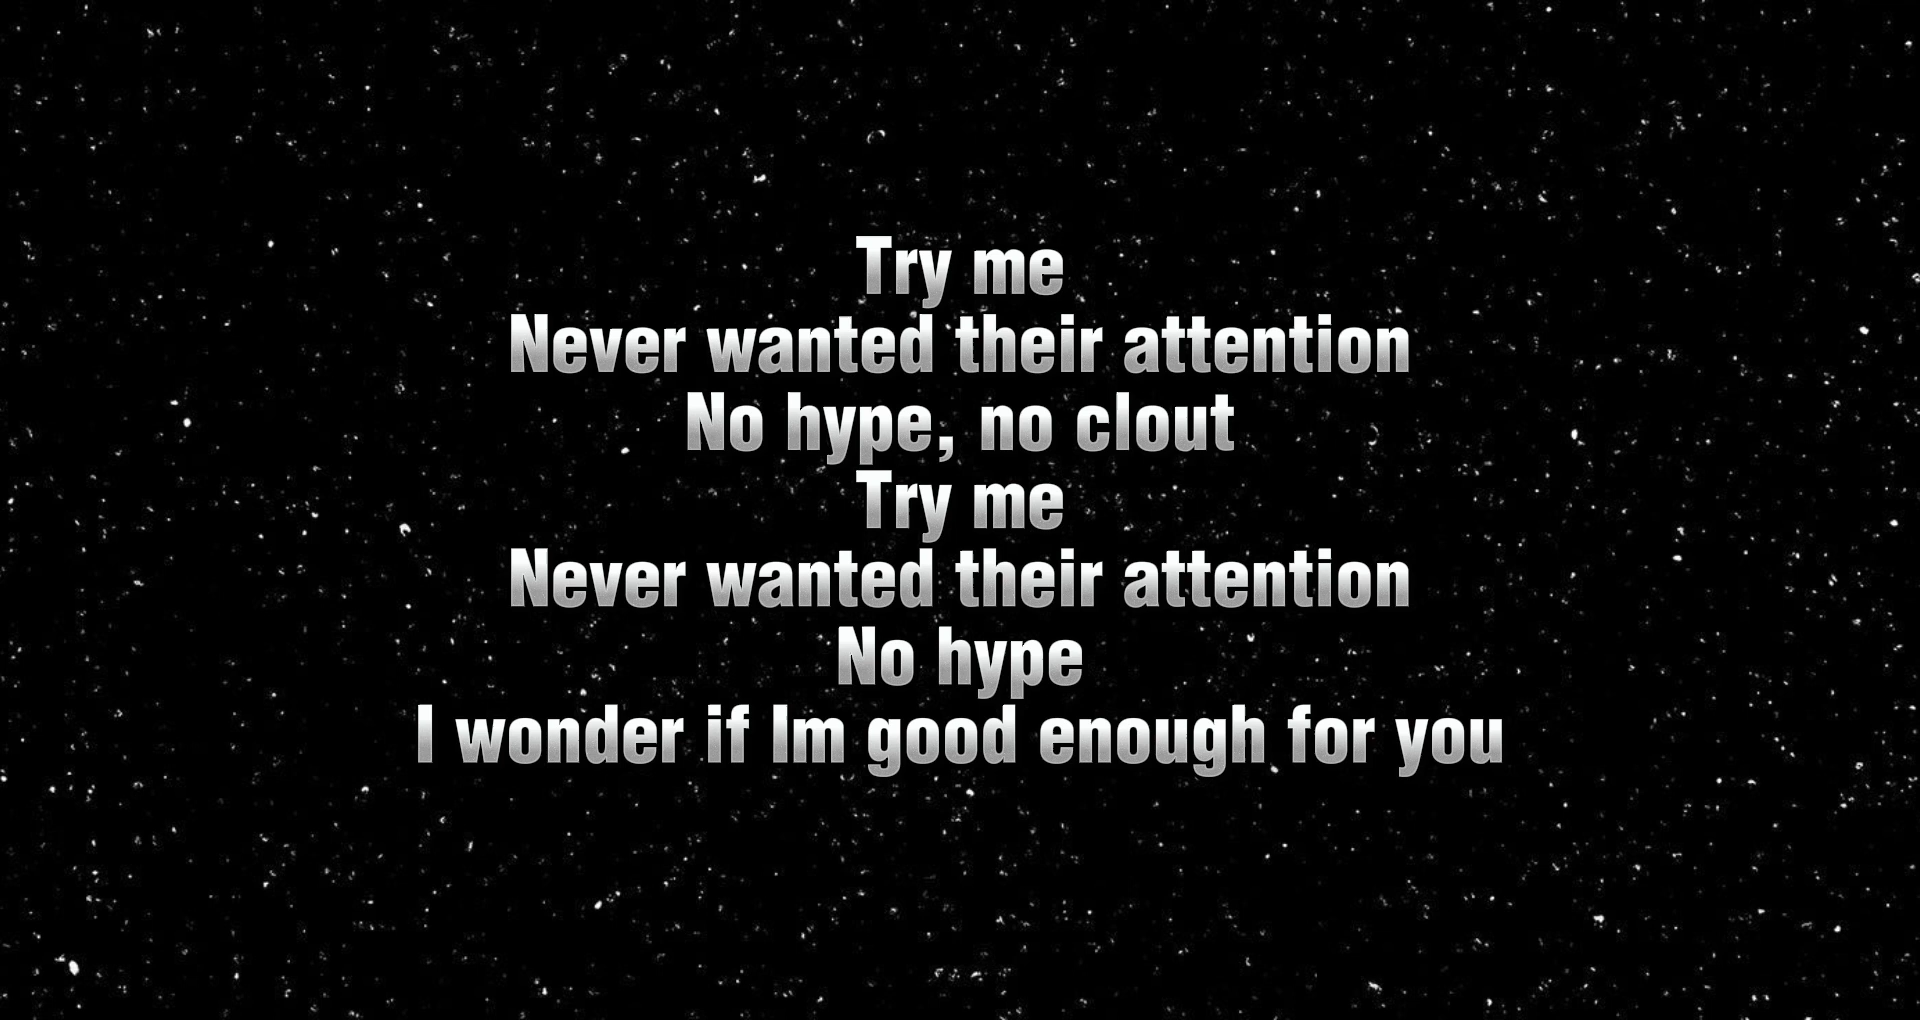 Try me
Never wanted their attention
No hype, no clout
Try me
Never wanted their attention
No hype
I wonder if Im good enough for you